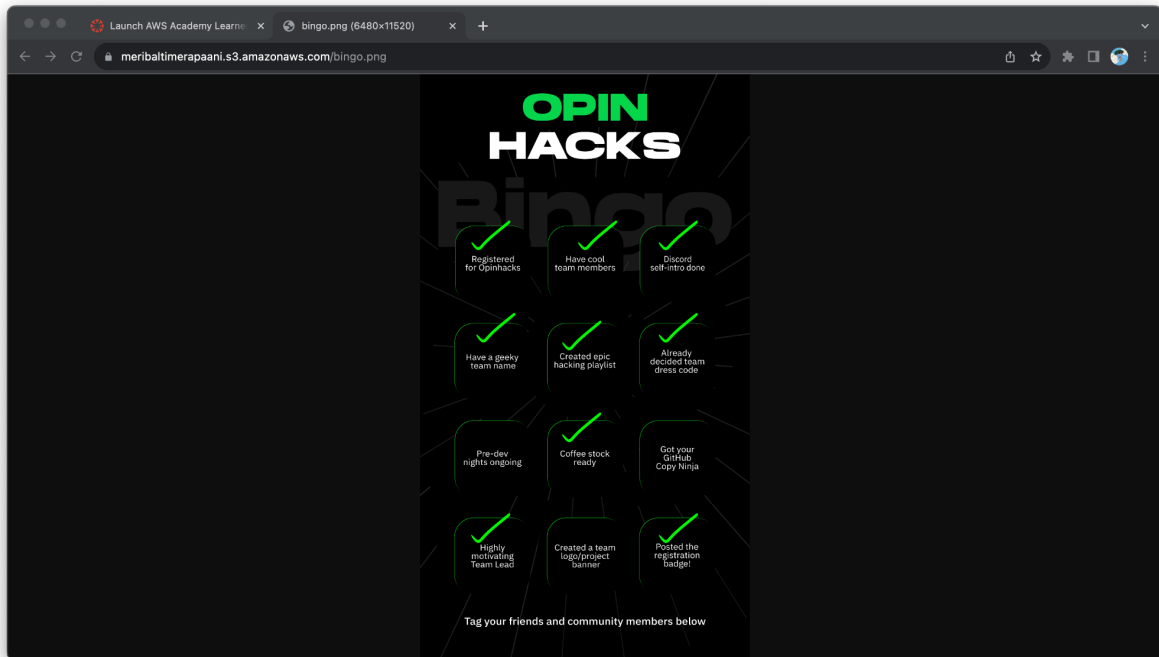 Launch AWS Academy Learne
bingo.png (6480×11520)
meribaltimerapaani.s3.amazonaws.com/bingo.png
OPIN
HACKS
Bingo
Registered
for Opinhacks
Have cool
team members
Discord
self-intro done
Have a geeky
team name
Created epic
hacking playlist
Already
decided team
dress code
Pre-dev
nights ongoing
Coffee stock
ready
Got your
GitHub
Copy Ninja
Highly
motivating
Team Lead
Created a team
logo/project
banner
Posted the
registration
badge!
Tag your friends and community members below